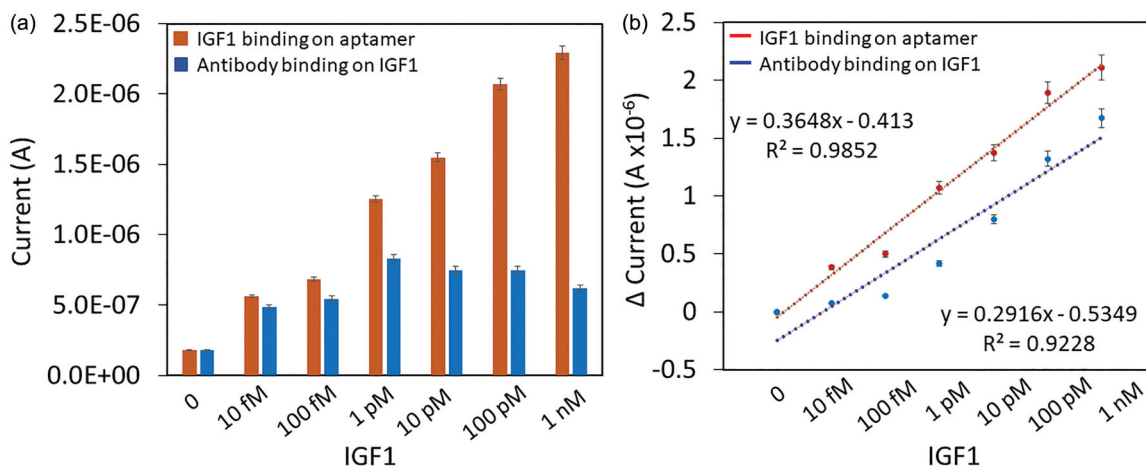 (a)
2.5E-06
2.0E-06
1.5E-06
1.0E-06
5.0E-07
0.0E+00
Current (A)
IGF1 binding on aptamer
Antibody binding on IGF1
0
10 fM
100 fM
1 pM
10 pM
100 pM
1 nM
IGF1
(b)
2.5
2
1.5
1
0.5
0
-0.5
Δ Current (A x10-6)
IGF1 binding on aptamer
Antibody binding on IGF1
y = 0.3648x - 0.413
R² = 0.9852
y = 0.2916x - 0.5349
R² = 0.9228
0
10 fM
100 fM
1 pM
10 pM
100 pM
1 nM
IGF1